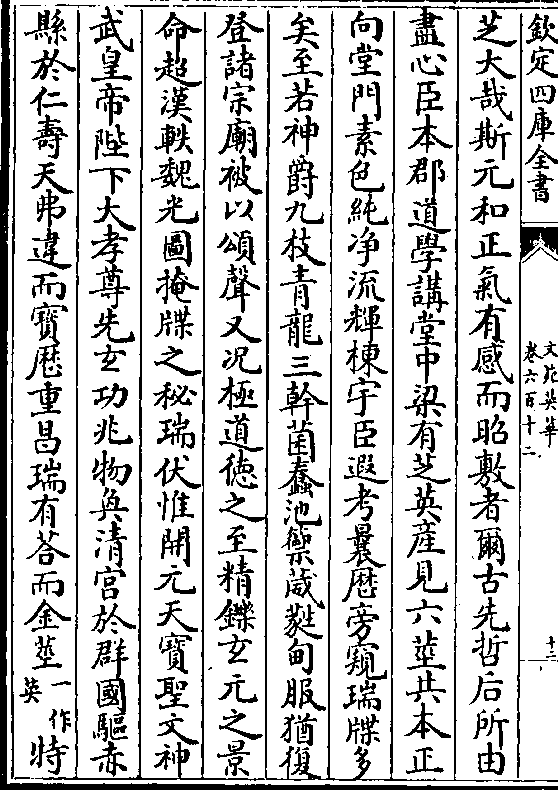 欽定四庫全書
文苑英華
卷六百十二
十二
芝大哉斯元和正氣有感而昭敷者爾古先哲后所由
盡心臣本郡道學講堂中梁有芝英産見六莖共本正
向堂門素色純净流輝棟宇臣遐考曩厯旁窺瑞牒多
矣至若神爵九枝青龍三幹菌蠢池籞葳蕤甸服猶復
登諸宗廟被以頌聲又况極道徳之至精鑠玄元之景
命超漢軼魏光圖掩牒之秘瑞伏惟開元天寶聖文神
武皇帝陛下大孝尊先玄功兆物奐清宫於群國驅赤
縣於仁壽天弗違而寶厯重昌瑞有荅而金莖一作英特